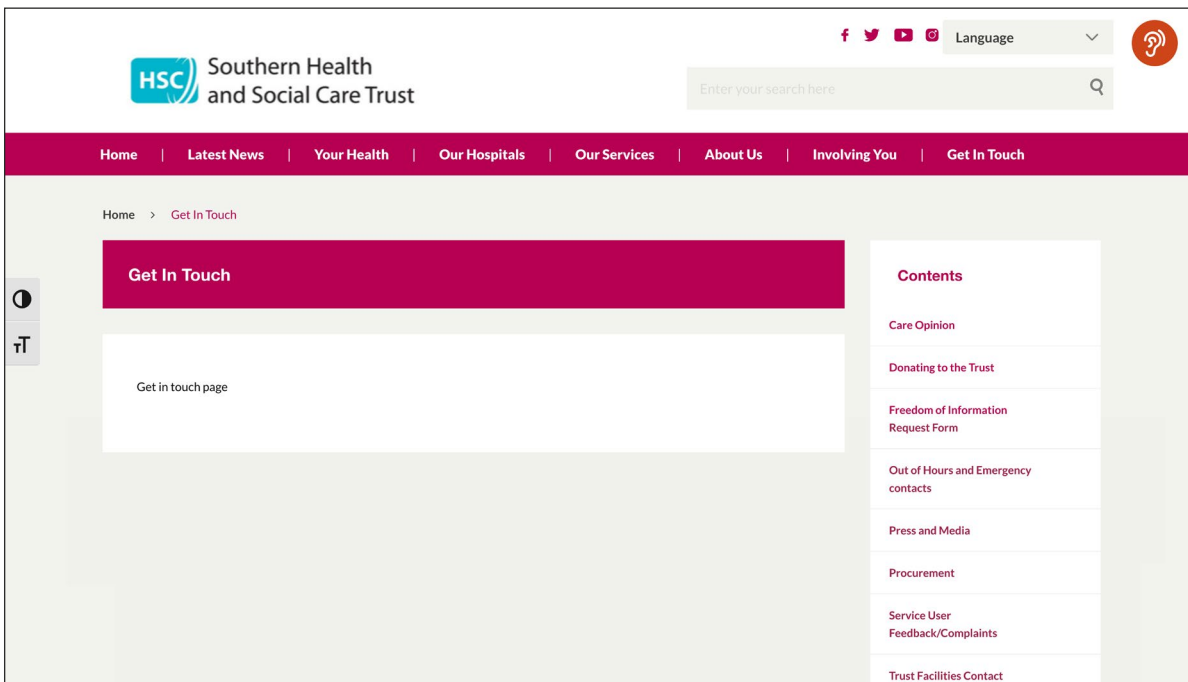 Language
HSC
Southern Health
and Social Care Trust
Enter your search here
Home | Latest News | Your Health | Our Hospitals | Our Services | About Us | Involving You | Get In Touch
Home > Get In Touch
Get In Touch
Get in touch page
Contents
Care Opinion
Donating to the Trust
Freedom of Information
Request Form
Out of Hours and Emergency
contacts
Press and Media
Procurement
Service User
Feedback/Complaints
Trust Facilities Contact